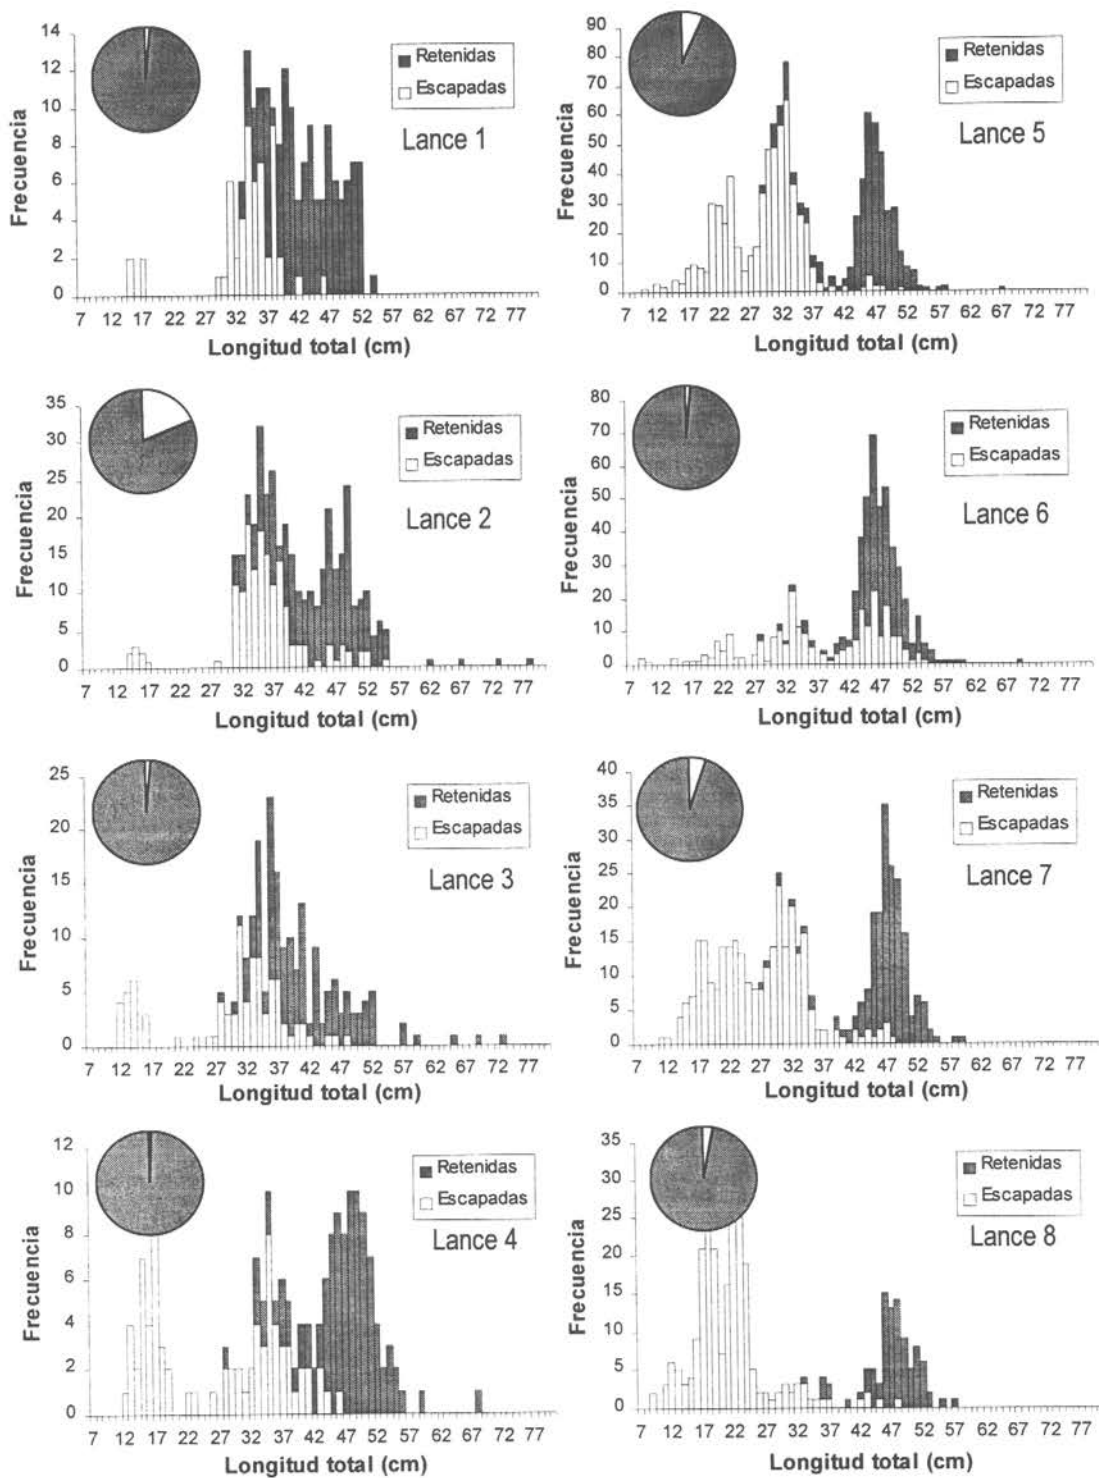 14
12
10
8
6
4
2
0
Frecuencia
Retenidas
Escapadas
Lance 1
7 12 17 22 27 32 37 42 47 52 57 62 67 72 77
Longitud total (cm)
90
80
70
60
50
40
30
20
10
0
Frecuencia
Retenidas
Escapadas
Lance 5
7 12 17 22 27 32 37 42 47 52 57 62 67 72 77
Longitud total (cm)
35
30
25
20
15
10
5
0
Frecuencia
Retenidas
Escapadas
Lance 2
7 12 17 22 27 32 37 42 47 52 57 62 67 72 77
Longitud total (cm)
80
70
60
50
40
30
20
10
0
Frecuencia
Retenidas
Escapadas
Lance 6
7 12 17 22 27 32 37 42 47 52 57 62 67 72 77
Longitud total (cm)
25
20
15
10
5
0
Frecuencia
Retenidas
Escapadas
Lance 3
7 12 17 22 27 32 37 42 47 52 57 62 67 72 77
Longitud total (cm)
40
35
30
25
20
15
10
5
0
Frecuencia
Retenidas
Escapadas
Lance 7
7 12 17 22 27 32 37 42 47 52 57 62 67 72 77
Longitud total (cm)
12
10
8
6
4
2
0
Frecuencia
Retenidas
Escapadas
Lance 4
7 12 17 22 27 32 37 42 47 52 57 62 67 72 77
Longitud total (cm)
35
30
25
20
15
10
5
0
Frecuencia
Retenidas
Escapadas
Lance 8
7 12 17 22 27 32 37 42 47 52 57 62 67 72 77
Longitud total (cm)